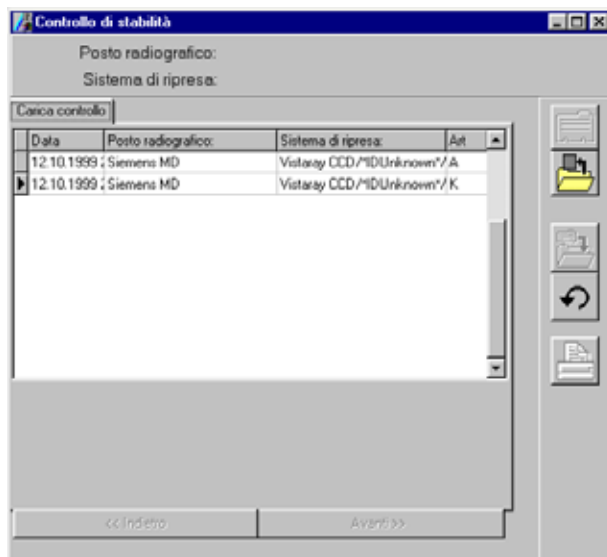 Controllo di stabilità
Posto radiografico:
Sistema di ripresa:
Carica controllo
Data Posto radiografico: Sistema di ripresa: Art
12.10.1999 Siemens MD Vistaray CCD/*IDUnknown*/ A
12.10.1999 Siemens MD Vistaray CCD/*IDUnknown*/ K
<< Indietro Avanti >>